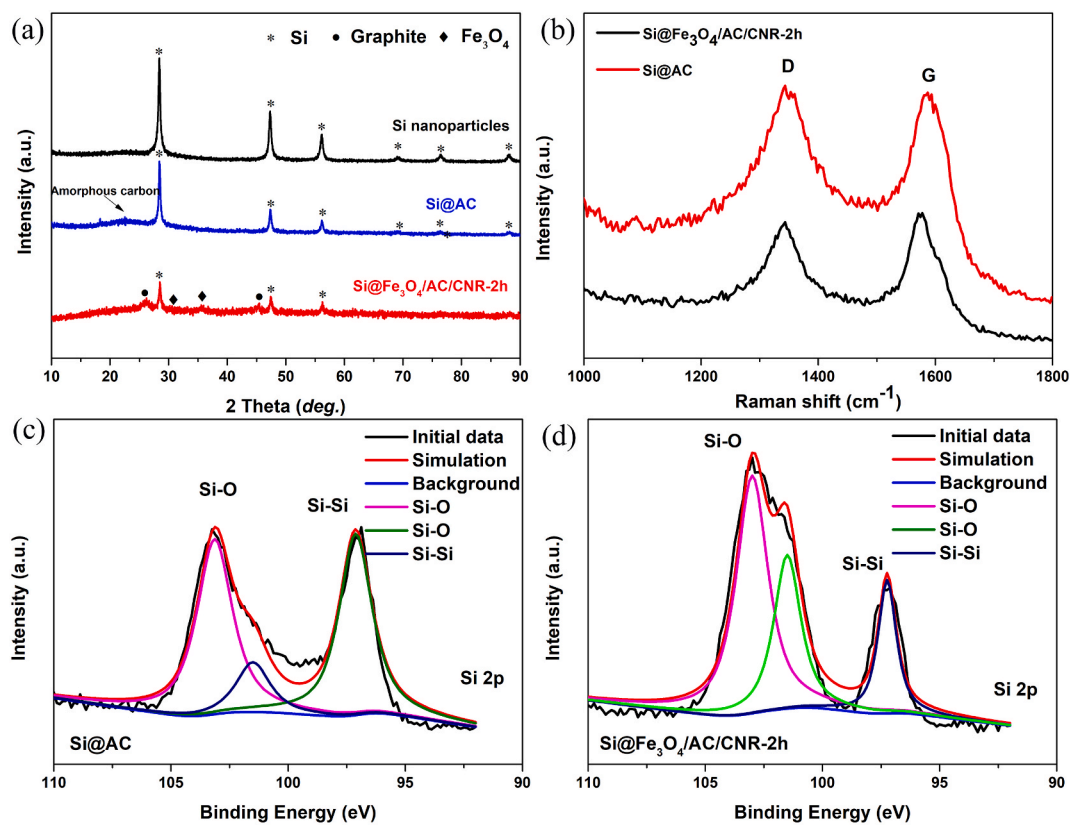 (a)
* Si ● Graphite ◆ Fe₃O₄
*
*
*
*
*
*
Si nanoparticles
*
Amorphous carbon
Si@AC
*
*
*
*
*
Si@Fe₃O₄/AC/CNR-2h
*
*
*
Intensity (a.u.)
10 20 30 40 50 60 70 80 90
2 Theta (deg.)
(b)
Si@Fe₃O₄/AC/CNR-2h
Si@AC
D
G
Intensity (a.u.)
1000 1200 1400 1600 1800
Raman shift (cm⁻¹)
(c)
Initial data
Simulation
Background
Si-O
Si-O
Si-Si
Si-O
Si-Si
Si 2p
Si@AC
Intensity (a.u.)
110 105 100 95 90
Binding Energy (eV)
(d)
Initial data
Simulation
Background
Si-O
Si-O
Si-Si
Si-O
Si-Si
Si 2p
Si@Fe₃O₄/AC/CNR-2h
Intensity (a.u.)
110 105 100 95 90
Binding Energy (eV)